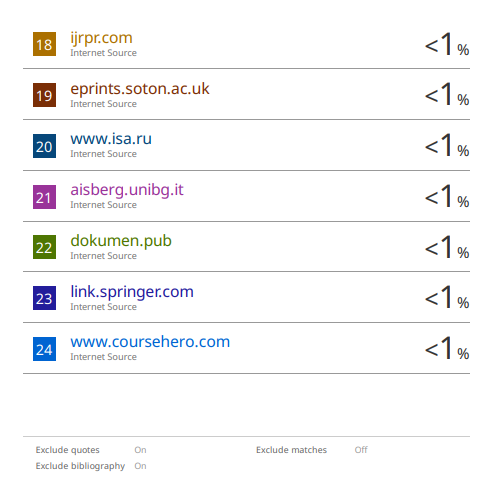 18 ijrpr.com <1%
Internet Source
19 eprints.soton.ac.uk <1%
Internet Source
20 www.isa.ru <1%
Internet Source
21 aisberg.unibg.it <1%
Internet Source
22 dokumen.pub <1%
Internet Source
23 link.springer.com <1%
Internet Source
24 www.coursehero.com <1%
Internet Source
Exclude quotes On Exclude matches Off
Exclude bibliography On